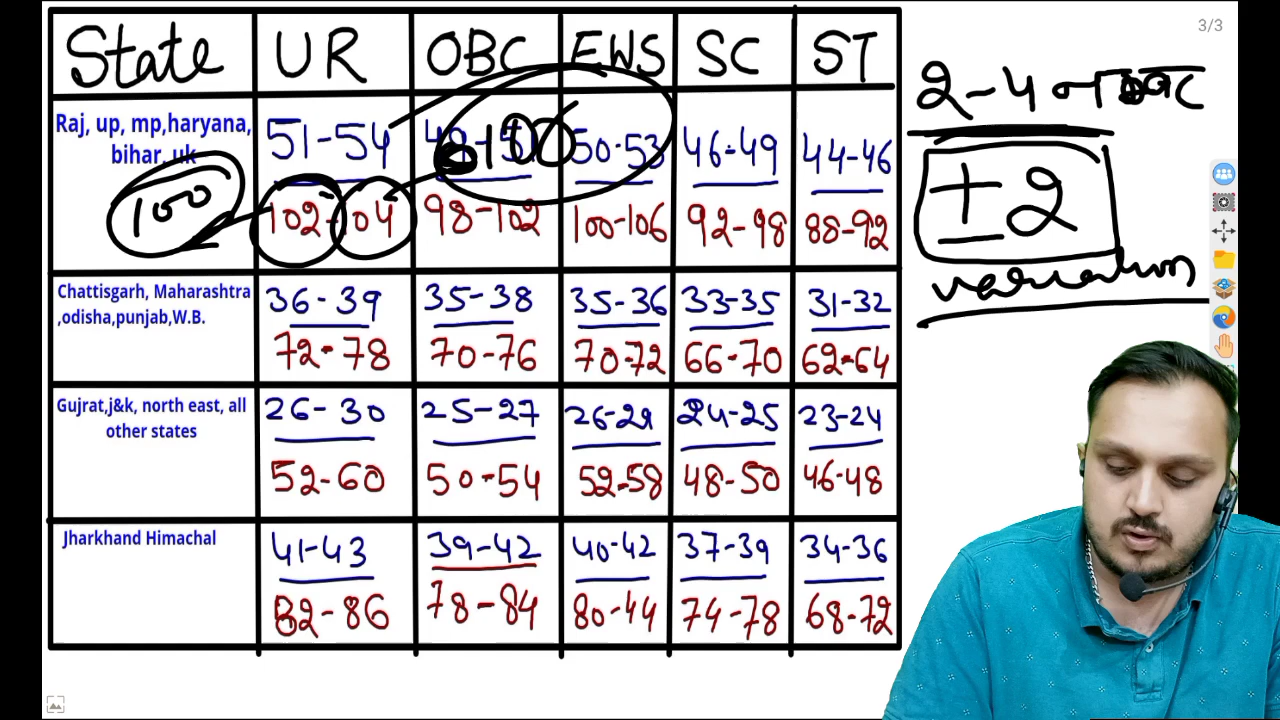 3/3
State UR OBC EWS SC ST
Raj, up, mp,haryana, bihar, uk
51-54 50-53 46-49 44-46
100
102-104 98-102 100-106 92-98 88-92
100
Chattisgarh, Maharashtra ,odisha,punjab,W.B.
36-39 35-38 35-36 33-35 31-32
72-78 70-76 70-72 66-70 62-64
Gujrat,j&k, north east, all other states
26-30 25-27 26-29 24-25 23-24
52-60 50-54 52-58 48-50 46-48
Jharkhand Himachal
41-43 39-42 40-42 37-39 34-36
82-86 78-84 80-44 74-78 68-72
2-4
±2
variation